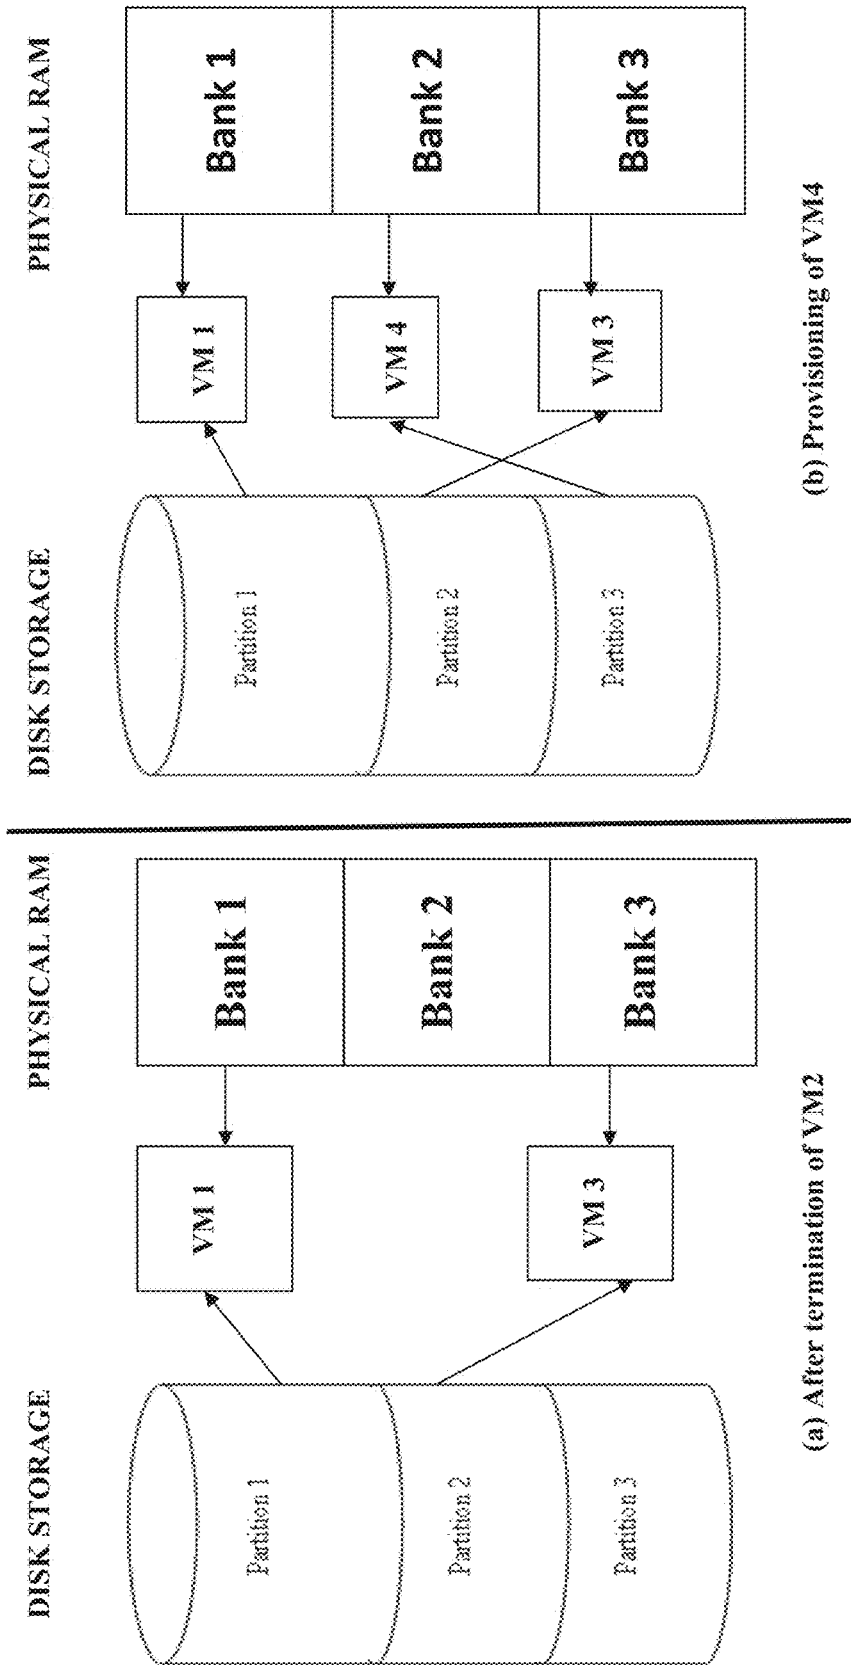 DISK STORAGE
PHYSICAL RAM
Partition 1
Partition 2
Partition 3
VM 1
VM 3
Bank 1
Bank 2
Bank 3
(a) After termination of VM2
DISK STORAGE
PHYSICAL RAM
Partition 1
Partition 2
Partition 3
VM 1
VM 4
VM 3
Bank 1
Bank 2
Bank 3
(b) Provisioning of VM4